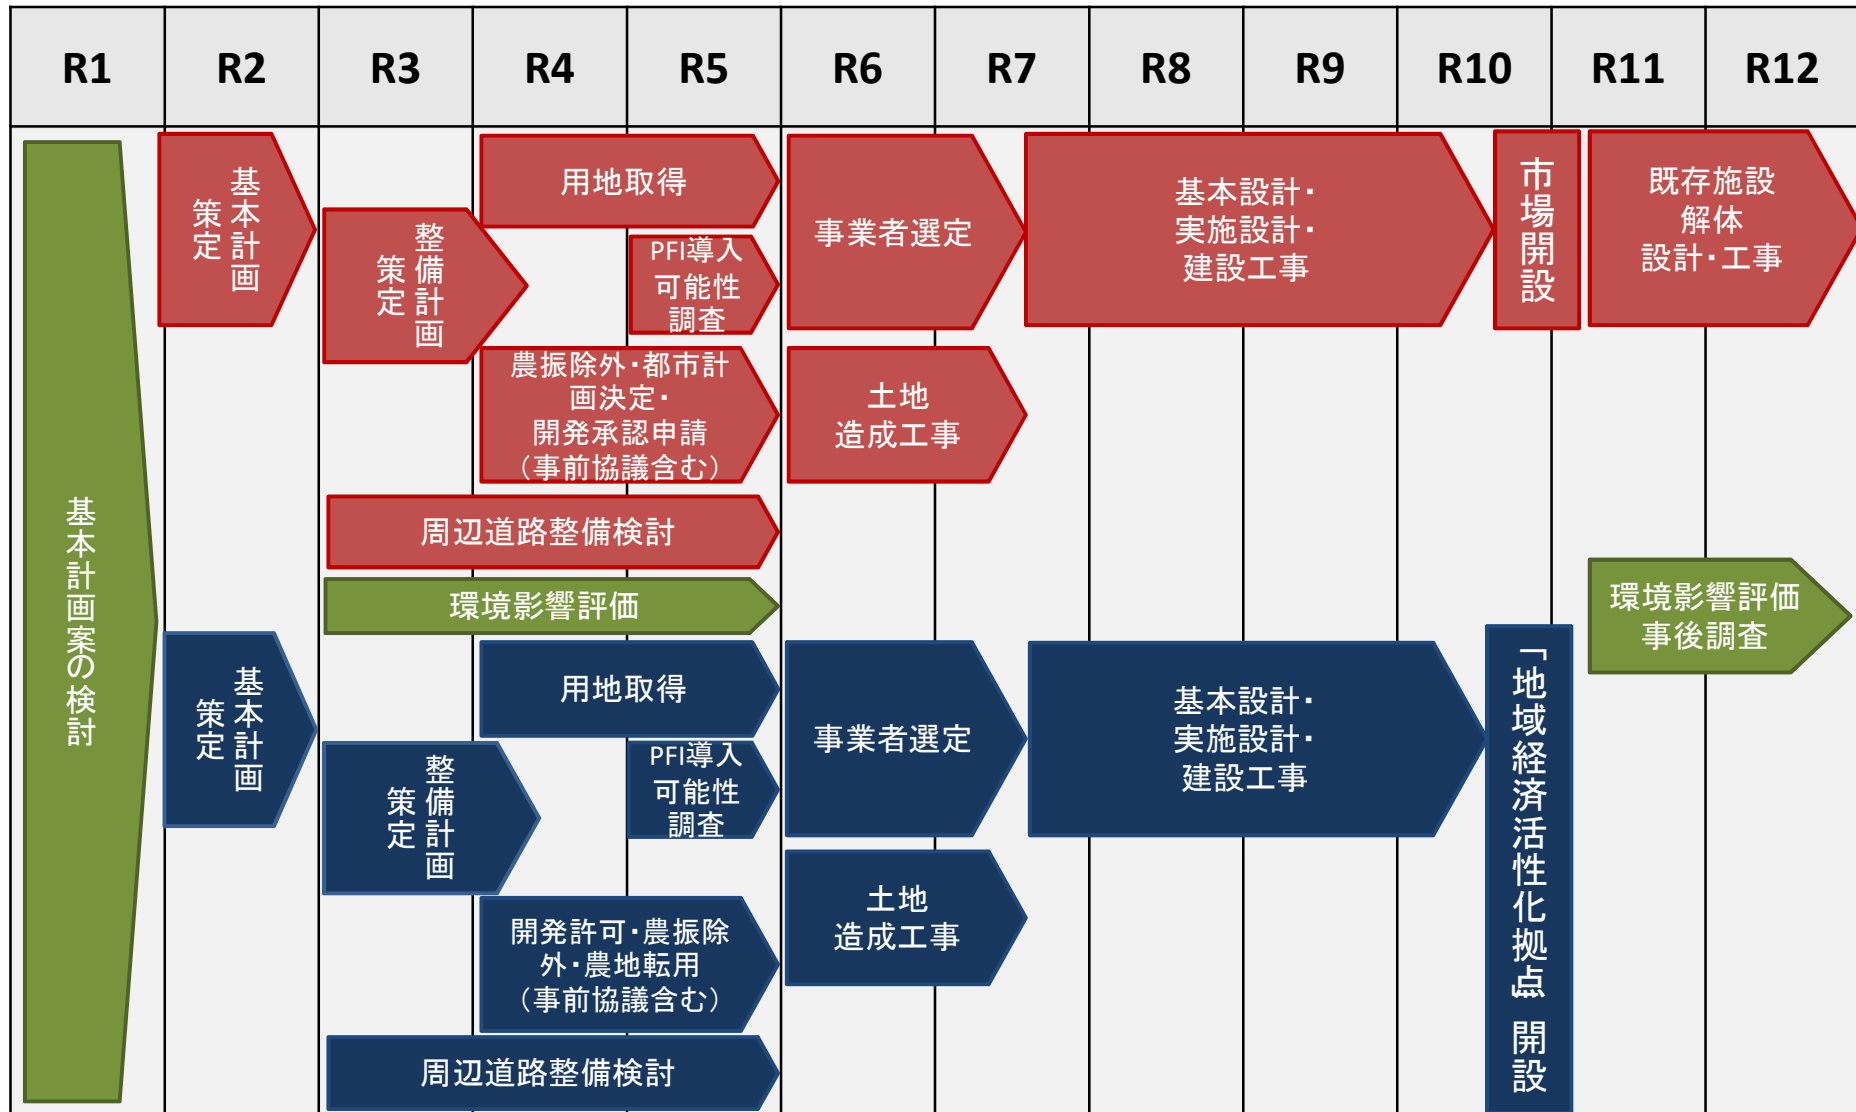 R1
R2
R3
R4
R5
R6
R7
R8
R9
R10
R11
R12
基本計画案の検討
基本計画
策定
整備計画
策定
用地取得
PFI導入
可能性
調査
農振除外・都市計
画決定・
開発承認申請
（事前協議含む）
周辺道路整備検討
環境影響評価
事業者選定
土地
造成工事
基本設計・
実施設計・
建設工事
市場開設
既存施設
解体
設計・工事
環境影響評価
事後調査
基本計画
策定
整備計画
策定
用地取得
PFI導入
可能性
調査
開発許可・農振除
外・農地転用
（事前協議含む）
周辺道路整備検討
事業者選定
土地
造成工事
基本設計・
実施設計・
建設工事
「地域経済活性化拠点」開設